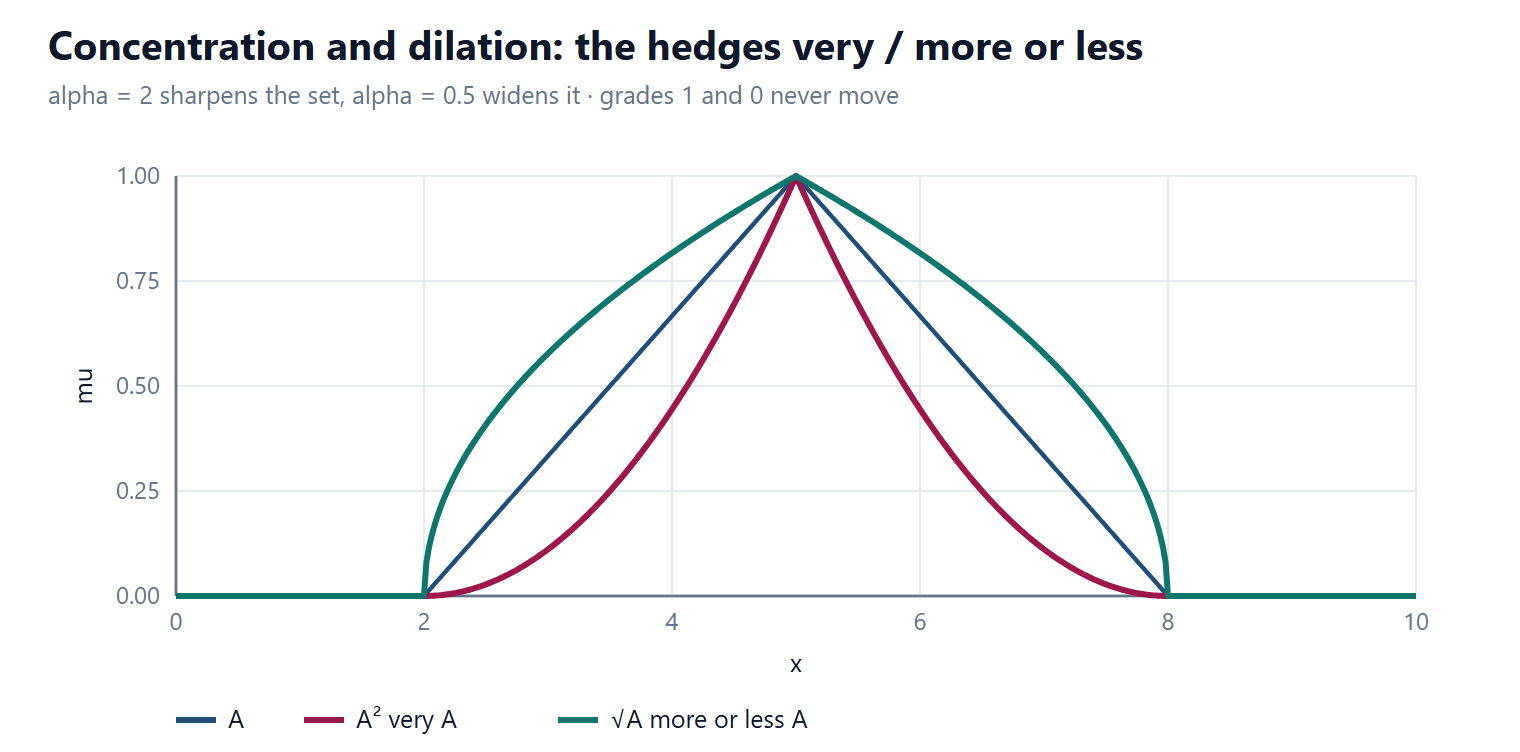 Concentration and dilation: the hedges very / more or less
alpha = 2 sharpens the set, alpha = 0.5 widens it · grades 1 and 0 never move
1.00
0.75
0.50
0.25
0.00
mu
0 2 4 6 8 10
x
A A² very A √A more or less A